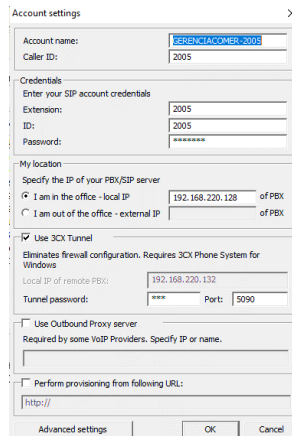 Account settings
Account name: GERENCIACOMER-2005
Caller ID: 2005
Credentials
Enter your SIP account credentials
Extension: 2005
ID: 2005
Password: *******
My location
Specify the IP of your PBX/SIP server
I am in the office - local IP 192.168.220.128 of PBX
I am out of the office - external IP of PBX
Use 3CX Tunnel
Eliminates firewall configuration. Requires 3CX Phone System for
Windows
Local IP of remote PBX: 192.168.220.132
Tunnel password: *** Port: 5090
Use Outbound Proxy server
Required by some VoIP Providers. Specify IP or name.
Perform provisioning from following URL:
http://
Advanced settings OK Cancel